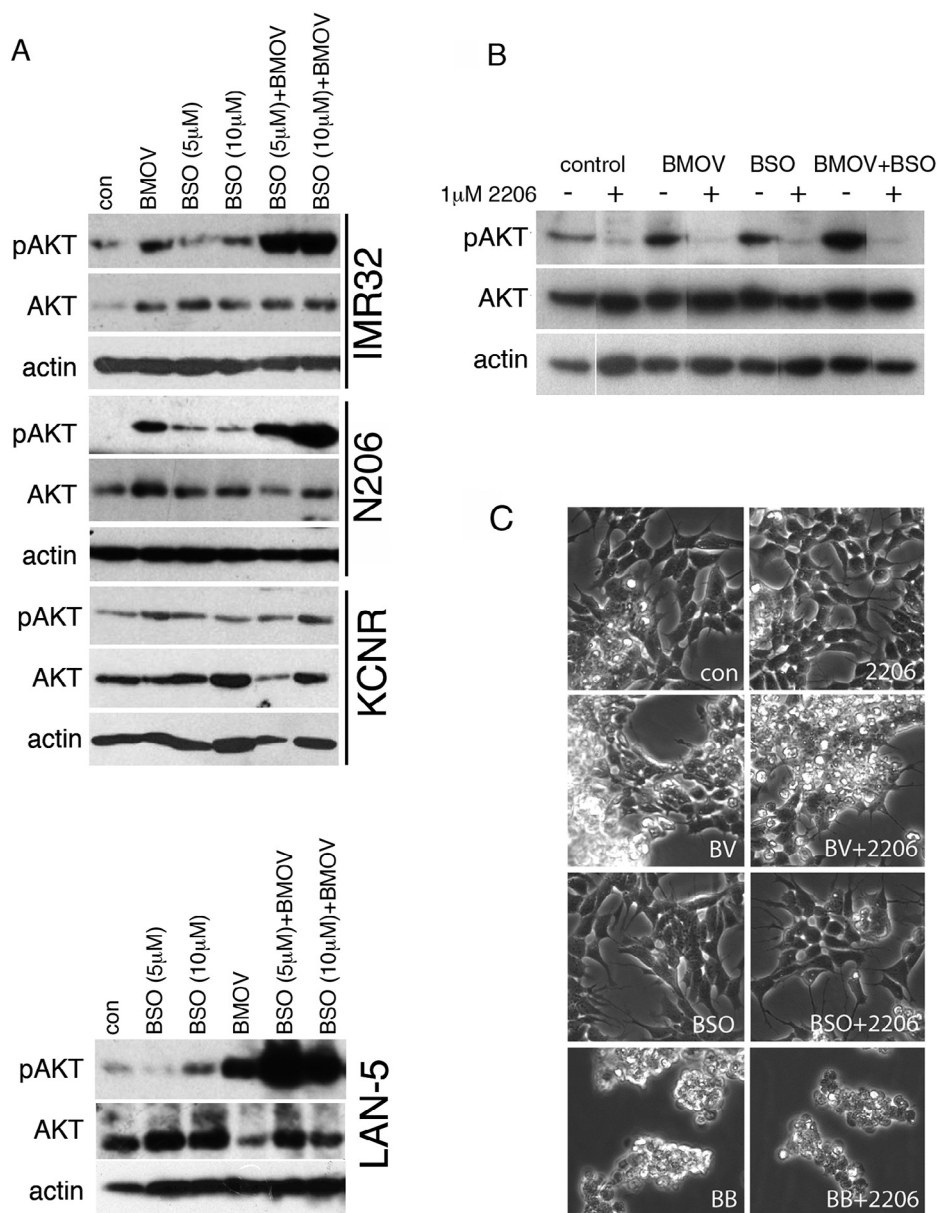 A
con
BMOV
BSO (5µM)
BSO (10µM)
BSO (5µM)+BMOV
BSO (10µM)+BMOV
pAKT
AKT
actin
IMR32
pAKT
AKT
actin
N206
pAKT
AKT
actin
KCNR
con
BSO (5µM)
BSO (10µM)
BMOV
BSO (5µM)+BMOV
BSO (10µM)+BMOV
pAKT
AKT
actin
LAN-5
B
control BMOV BSO BMOV+BSO
1µM 2206 - + - + - + - +
pAKT
AKT
actin
C
con
2206
BV
BV+2206
BSO
BSO+2206
BB
BB+2206